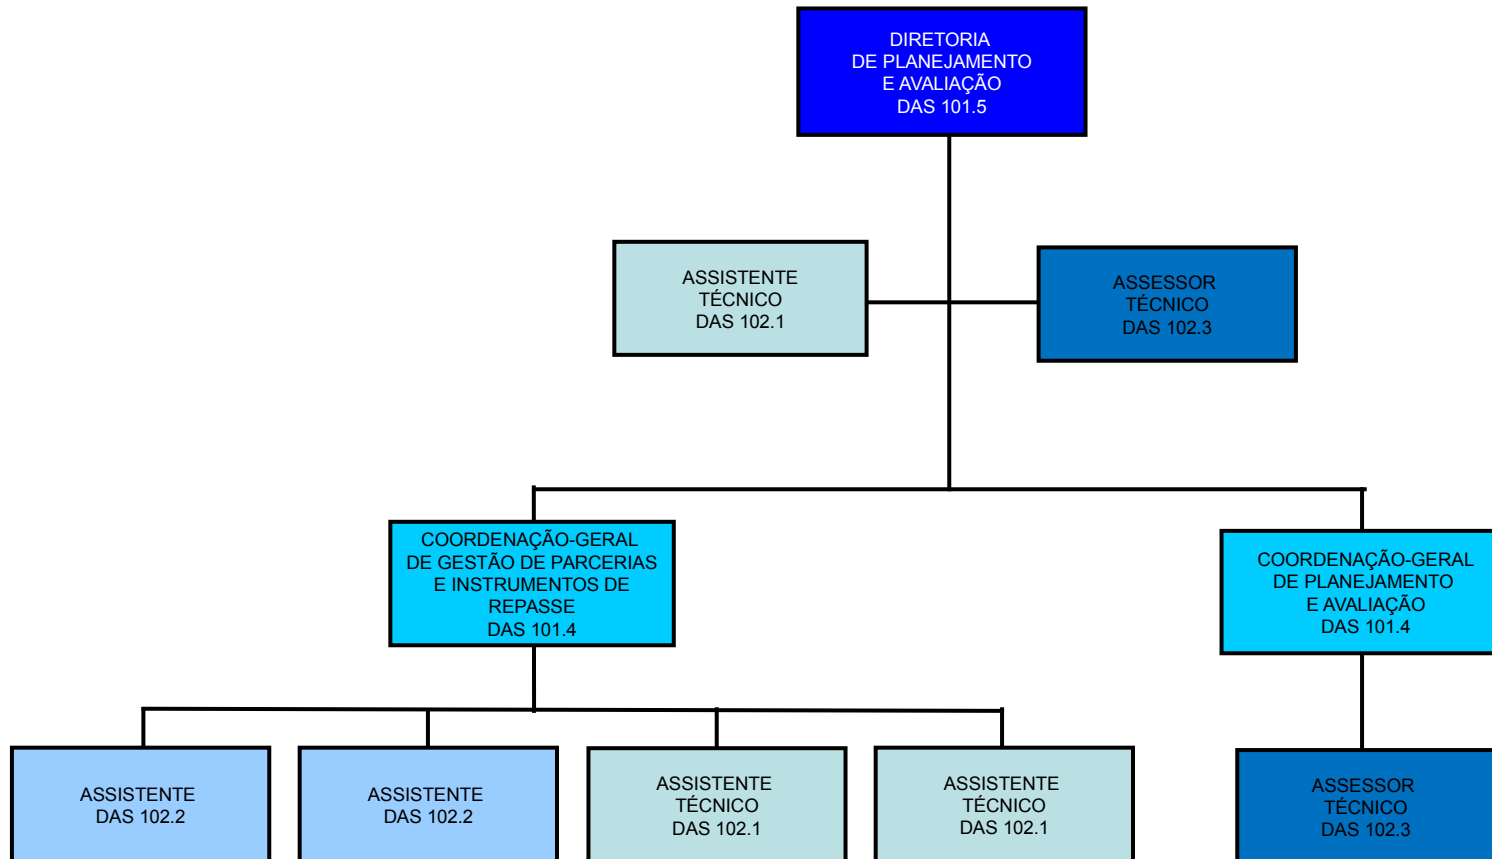 DIRETORIA
DE PLANEJAMENTO
E AVALIAÇÃO
DAS 101.5
ASSISTENTE
TÉCNICO
DAS 102.1
ASSESSOR
TÉCNICO
DAS 102.3
COORDENAÇÃO-GERAL
DE GESTÃO DE PARCERIAS
E INSTRUMENTOS DE
REPASSE
DAS 101.4
COORDENAÇÃO-GERAL
DE PLANEJAMENTO
E AVALIAÇÃO
DAS 101.4
ASSISTENTE
DAS 102.2
ASSISTENTE
DAS 102.2
ASSISTENTE
TÉCNICO
DAS 102.1
ASSISTENTE
TÉCNICO
DAS 102.1
ASSESSOR
TÉCNICO
DAS 102.3